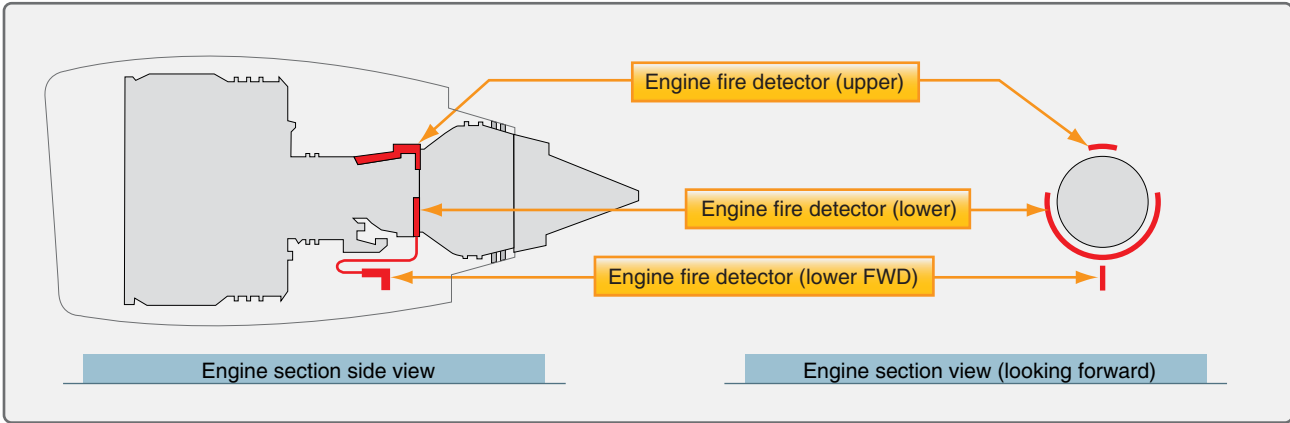 Engine fire detector (upper)
Engine fire detector (lower)
Engine fire detector (lower FWD)
Engine section side view
Engine section view (looking forward)